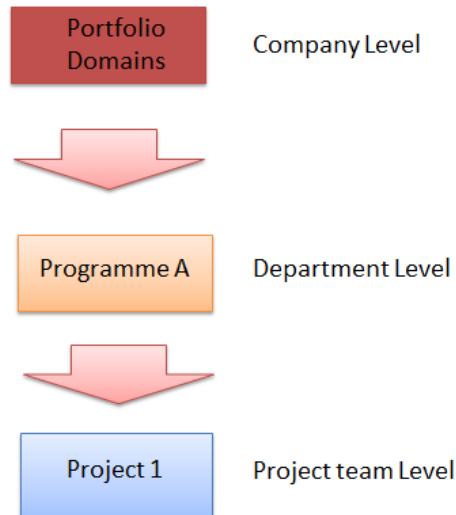 Portfolio
Domains
Company Level
Programme A
Department Level
Project 1
Project team Level